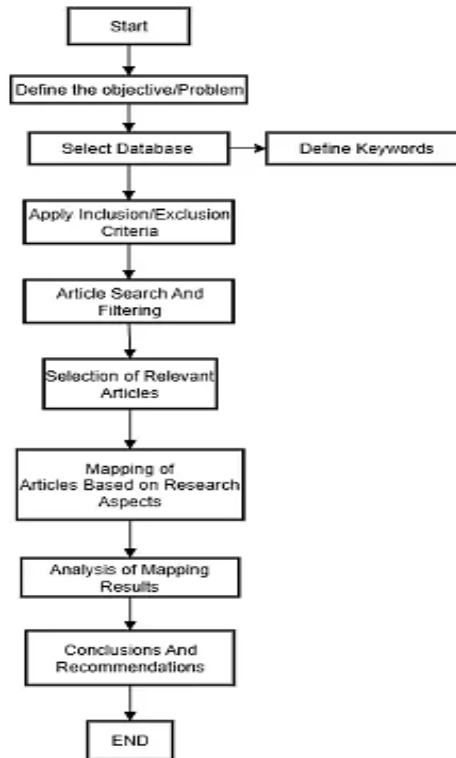 Start
Define the objective/Problem
Select Database
Define Keywords
Apply Inclusion/Exclusion
Criteria
Article Search And
Filtering
Selection of Relevant
Articles
Mapping of
Articles Based on Research
Aspects
Analysis of Mapping
Results
Conclusions And
Recommendations
END